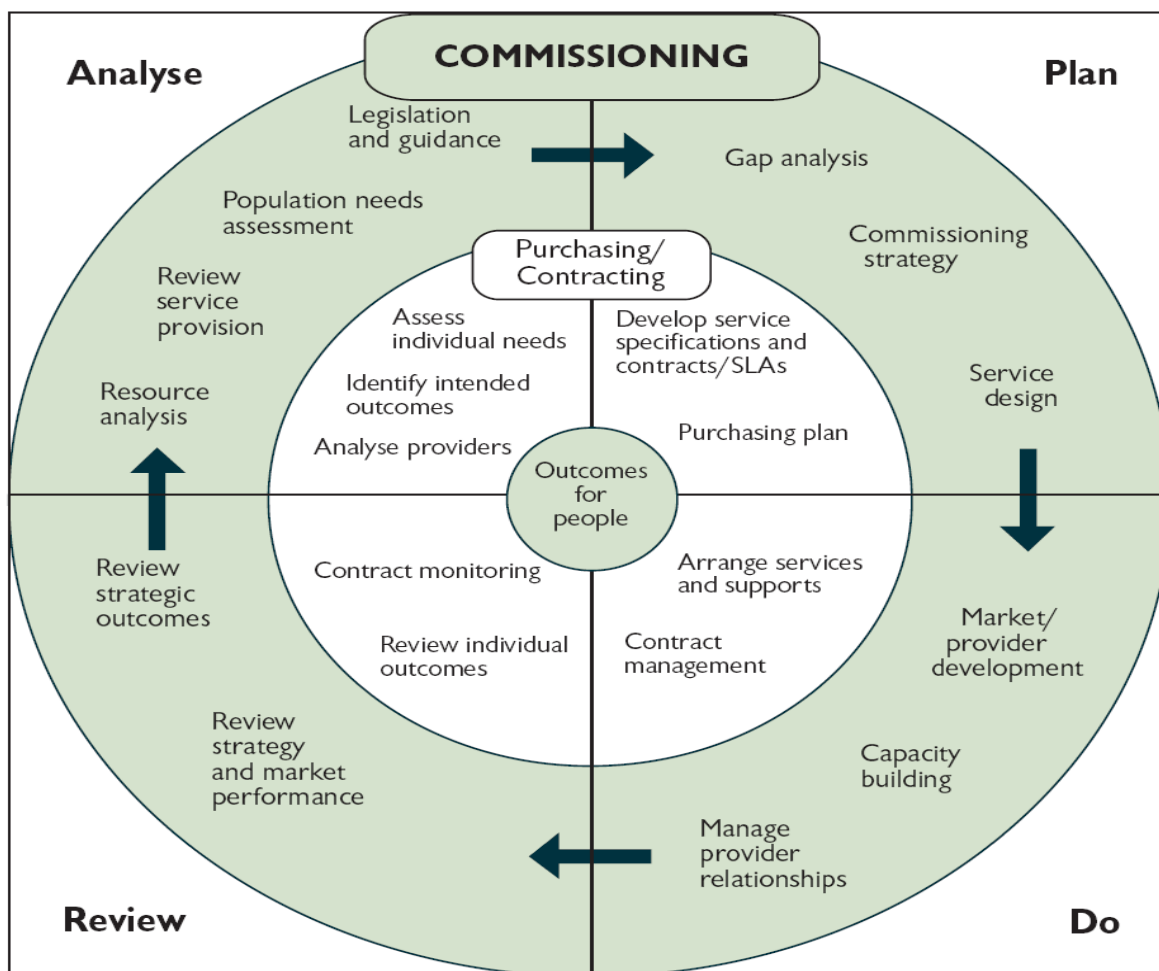 COMMISSIONING
Analyse
Plan
Legislation
and guidance
Population needs
assessment
Review
service
provision
Resource
analysis
Gap analysis
Commissioning
strategy
Service
design
Purchasing/
Contracting
Assess
individual needs
Identify intended
outcomes
Analyse providers
Develop service
specifications and
contracts/SLAs
Purchasing plan
Outcomes
for
people
Contract monitoring
Review individual
outcomes
Arrange services
and supports
Contract
management
Review
strategic
outcomes
Review
strategy
and market
performance
Market/
provider
development
Capacity
building
Manage
provider
relationships
Review
Do